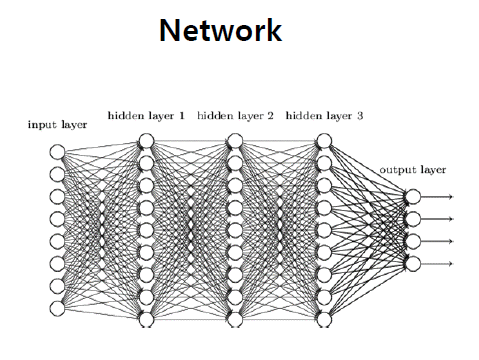 Network
hidden layer 1 hidden layer 2 hidden layer 3
input layer
output layer